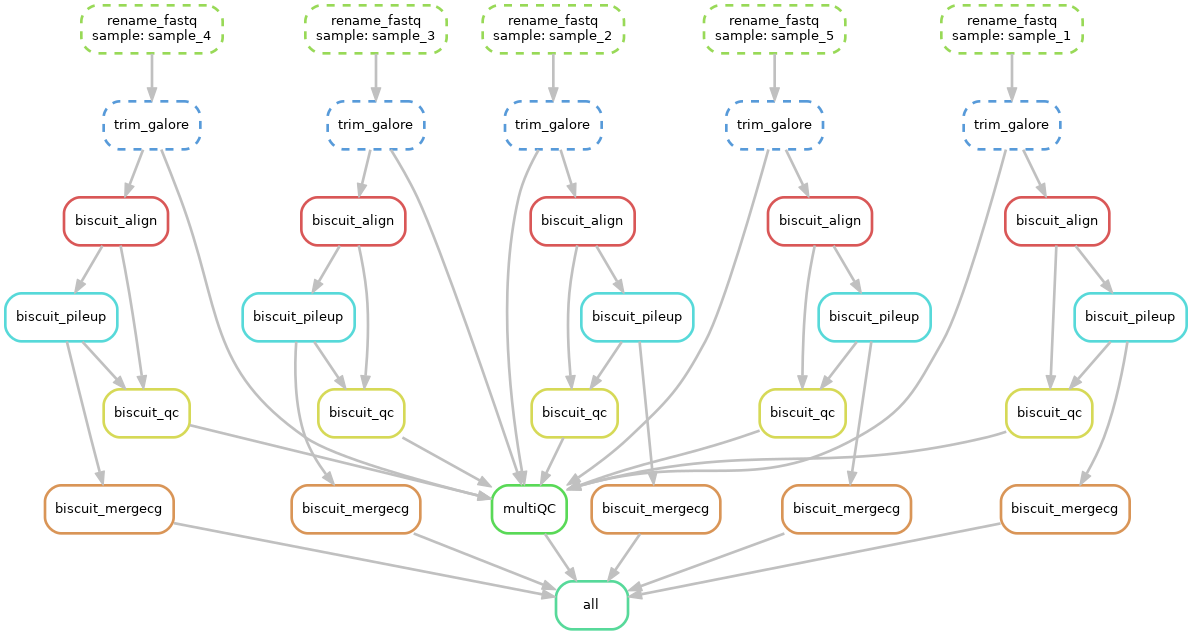 rename_fastq
sample: sample_4
rename_fastq
sample: sample_3
rename_fastq
sample: sample_2
rename_fastq
sample: sample_5
rename_fastq
sample: sample_1
trim_galore
trim_galore
trim_galore
trim_galore
trim_galore
biscuit_align
biscuit_align
biscuit_align
biscuit_align
biscuit_align
biscuit_pileup
biscuit_pileup
biscuit_pileup
biscuit_pileup
biscuit_pileup
biscuit_qc
biscuit_qc
biscuit_qc
biscuit_qc
biscuit_qc
biscuit_mergecg
biscuit_mergecg
multiQC
biscuit_mergecg
biscuit_mergecg
biscuit_mergecg
all